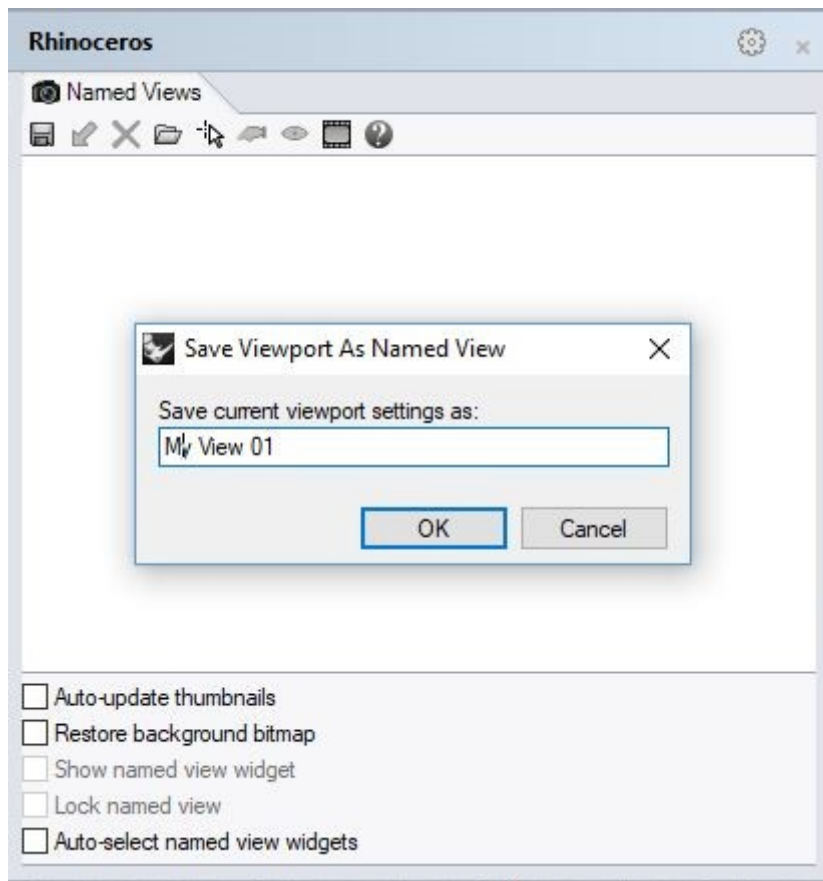 Rhinoceros
Named Views
Save Viewport As Named View
Save current viewport settings as:
My View 01
OK
Cancel
Auto-update thumbnails
Restore background bitmap
Show named view widget
Lock named view
Auto-select named view widgets